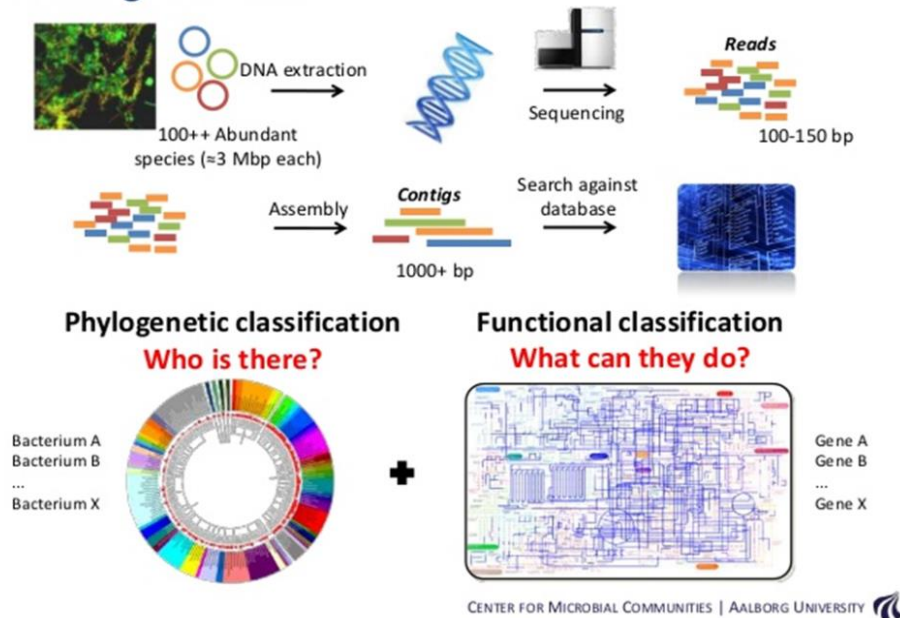 DNA extraction
100++ Abundant
species (≈3 Mbp each)
Sequencing
Reads
100-150 bp
Assembly
Contigs
1000+ bp
Search against
database
Phylogenetic classification
Who is there?
Functional classification
What can they do?
Bacterium A
Bacterium B
...
Bacterium X
Gene A
Gene B
...
Gene X
CENTER FOR MICROBIAL COMMUNITIES | AALBORG UNIVERSITY